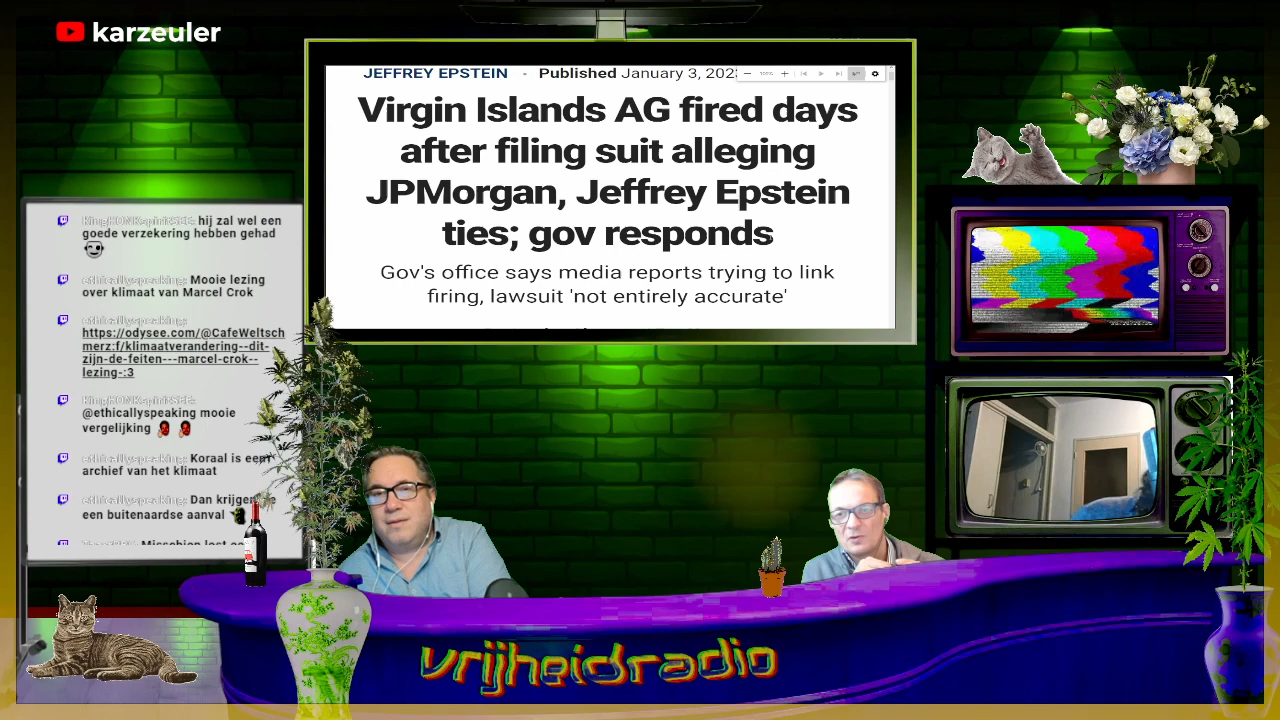 karzeuler
JEFFREY EPSTEIN - Published January 3, 202
Virgin Islands AG fired days
after filing suit alleging
JPMorgan, Jeffrey Epstein
ties; gov responds
Gov's office says media reports trying to link
firing, lawsuit 'not entirely accurate'
hij zal wel een
goede verzekering hebben gehad
ethicallyspeaking: Mooie lezing
over klimaat van Marcel Crok
ethicallyspeaking:
https://odysee.com/@CafeWeltsch
merz:f/klimaatverandering--dit-
zijn-de-feiten---marcel-crok--
lezing-:3
@ethicallyspeaking mooie
vergelijking
ethicallyspeaking: Koraal is een
archief van het klimaat
ethicallyspeaking: Dan krijgen
een buitenaardse aanval
vrijheidradio